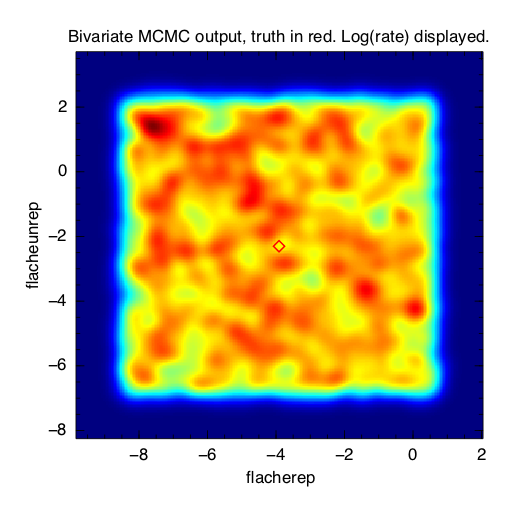 Bivariate MCMC output, truth in red. Log(rate) displayed.
2
0
−2
−4
−6
−8
flacheunrep
−8 −6 −4 −2 0 2
flacherep